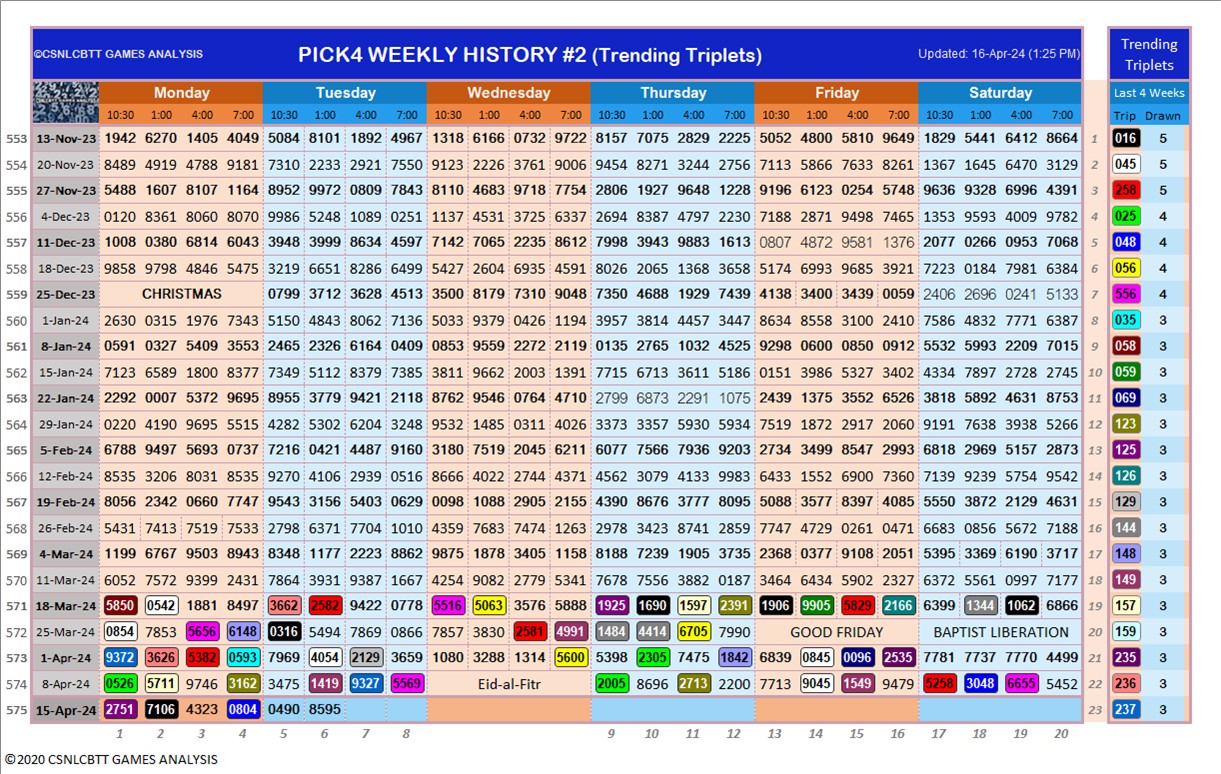 ©CSNLCBTT GAMES ANALYSIS PICK4 WEEKLY HISTORY #2 (Trending Triplets) Updated: 16-Apr-24 (1:25 PM) Trending Triplets
Monday Tuesday Wednesday Thursday Friday Saturday Last 4 Weeks
10:30 1:00 4:00 7:00 10:30 1:00 4:00 7:00 10:30 1:00 4:00 7:00 10:30 1:00 4:00 7:00 10:30 1:00 4:00 7:00 10:30 1:00 4:00 7:00 Trip Drawn
553 13-Nov-23 1942 6270 1405 4049 5084 8101 1892 4967 1318 6166 0732 9722 8157 7075 2829 2225 5052 4800 5810 9649 1829 5441 6412 8664 1 016 5
554 20-Nov-23 8489 4919 4788 9181 7310 2233 2921 7550 9123 2226 3761 9006 9454 8271 3244 2756 7113 5866 7633 8261 1367 1645 6470 3129 2 045 5
555 27-Nov-23 5488 1607 8107 1164 8952 9972 0809 7843 8110 4683 9718 7754 2806 1927 9648 1228 9196 6123 0254 5748 9636 9328 6996 4391 3 258 5
556 4-Dec-23 0120 8361 8060 8070 9986 5248 1089 0251 1137 4531 3725 6337 2694 8387 4797 2230 7188 2871 9498 7465 1353 9593 4009 9782 4 025 4
557 11-Dec-23 1008 0380 6814 6043 3948 3999 8634 4597 7142 7065 2235 8612 7998 3943 9883 1613 0807 4872 9581 1376 2077 0266 0953 7068 5 048 4
558 18-Dec-23 9858 9798 4846 5475 3219 6651 8286 6499 5427 2604 6935 4591 8026 2065 1368 3658 5174 6993 9685 3921 7223 0184 7981 6384 6 056 4
559 25-Dec-23 CHRISTMAS 0799 3712 3628 4513 3500 8179 7310 9048 7350 4688 1929 7439 4138 3400 3439 0059 2406 2696 0241 5133 7 556 4
560 1-Jan-24 2630 0315 1976 7343 5150 4843 8062 7136 5033 9379 0426 1194 3957 3814 4457 3447 8634 8558 3100 2410 7586 4832 7771 6387 8 035 3
561 8-Jan-24 0591 0327 5409 3553 2465 2326 6164 0409 0853 9559 2272 2119 0135 2765 1032 4525 9298 0600 0850 0912 5532 5993 2209 7015 9 058 3
562 15-Jan-24 7123 6589 1800 8377 7349 5112 8379 7385 3811 9662 2003 1391 7715 6713 3611 5186 0151 3986 5327 3402 4334 7897 2728 2745 10 059 3
563 22-Jan-24 2292 0007 5372 9695 8955 3779 9421 2118 8762 9546 0764 4710 2799 6873 2291 1075 2439 1375 3552 6526 3818 5892 4631 8753 11 069 3
564 29-Jan-24 0220 4190 9695 5515 4282 5302 6204 3248 9532 1485 0311 4026 3373 3357 5930 5934 7519 1872 2917 2060 9191 7638 3938 5266 12 123 3
565 5-Feb-24 6788 9497 5693 0737 7216 0421 4487 9160 3180 7519 2045 6211 6077 7566 7936 9203 2734 3499 8547 2993 6818 2969 5157 2873 13 125 3
566 12-Feb-24 8535 3206 8031 8535 9270 4106 2939 0516 8666 4022 2744 4371 4562 3079 4133 9983 6433 1552 6900 7360 7139 9239 5754 9542 14 126 3
567 19-Feb-24 8056 2342 0660 7747 9543 3156 5403 0629 0098 1088 2905 2155 4390 8676 3777 8095 5088 3577 8397 4085 5550 3872 2129 4631 15 129 3
568 26-Feb-24 5431 7413 7519 7533 2798 6371 7704 1010 4359 7683 7474 1263 2978 3423 8741 2859 7747 4729 0261 0471 6683 0856 5672 7188 16 144 3
569 4-Mar-24 1199 6767 9503 8943 8348 1177 2223 8862 9875 1878 3405 1158 8188 7239 1905 3735 2368 0377 9108 2051 5395 3369 6190 3717 17 148 3
570 11-Mar-24 6052 7572 9399 2431 7864 3931 9387 1667 4254 9082 2779 5341 7678 7556 3882 0187 3464 6434 5902 2327 6372 5561 0997 7177 18 149 3
571 18-Mar-24 5850 0542 1881 8497 3662 2582 9422 0778 5516 5063 3576 5888 1925 1690 1597 2391 1906 9905 5829 2166 6399 1344 1062 6866 19 157 3
572 25-Mar-24 0854 7853 5656 6148 0316 5494 7869 0866 7857 3830 2581 4991 1484 4414 6705 7990 GOOD FRIDAY BAPTIST LIBERATION 20 159 3
573 1-Apr-24 9372 3626 5382 0593 7969 4054 2129 3659 1080 3288 1314 5600 5398 2305 7475 1842 6839 0845 0096 2535 7781 7737 7770 4499 21 235 3
574 8-Apr-24 0526 5711 9746 3162 3475 1419 9327 5569 Eid-al-Fitr 2005 8696 2713 2200 7713 9045 1549 9479 5258 3048 6655 5452 22 236 3
575 15-Apr-24 2751 7106 4323 0804 0490 8595 23 237 3
1 2 3 4 5 6 7 8 9 10 11 12 13 14 15 16 17 18 19 20
©2020 CSNLCBTT GAMES ANALYSIS